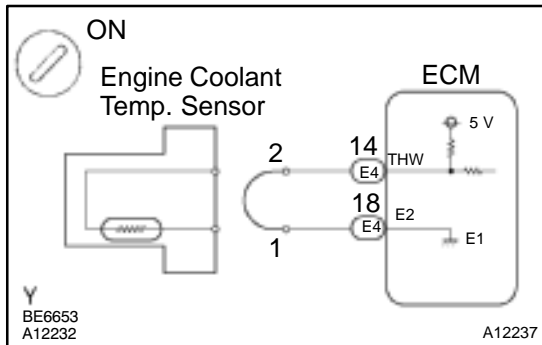 ON
Engine Coolant
Temp. Sensor
ECM
5 V
2
14
THW
E4
18
E2
E4
1
E1
Y
BE6653
A12232
A12237